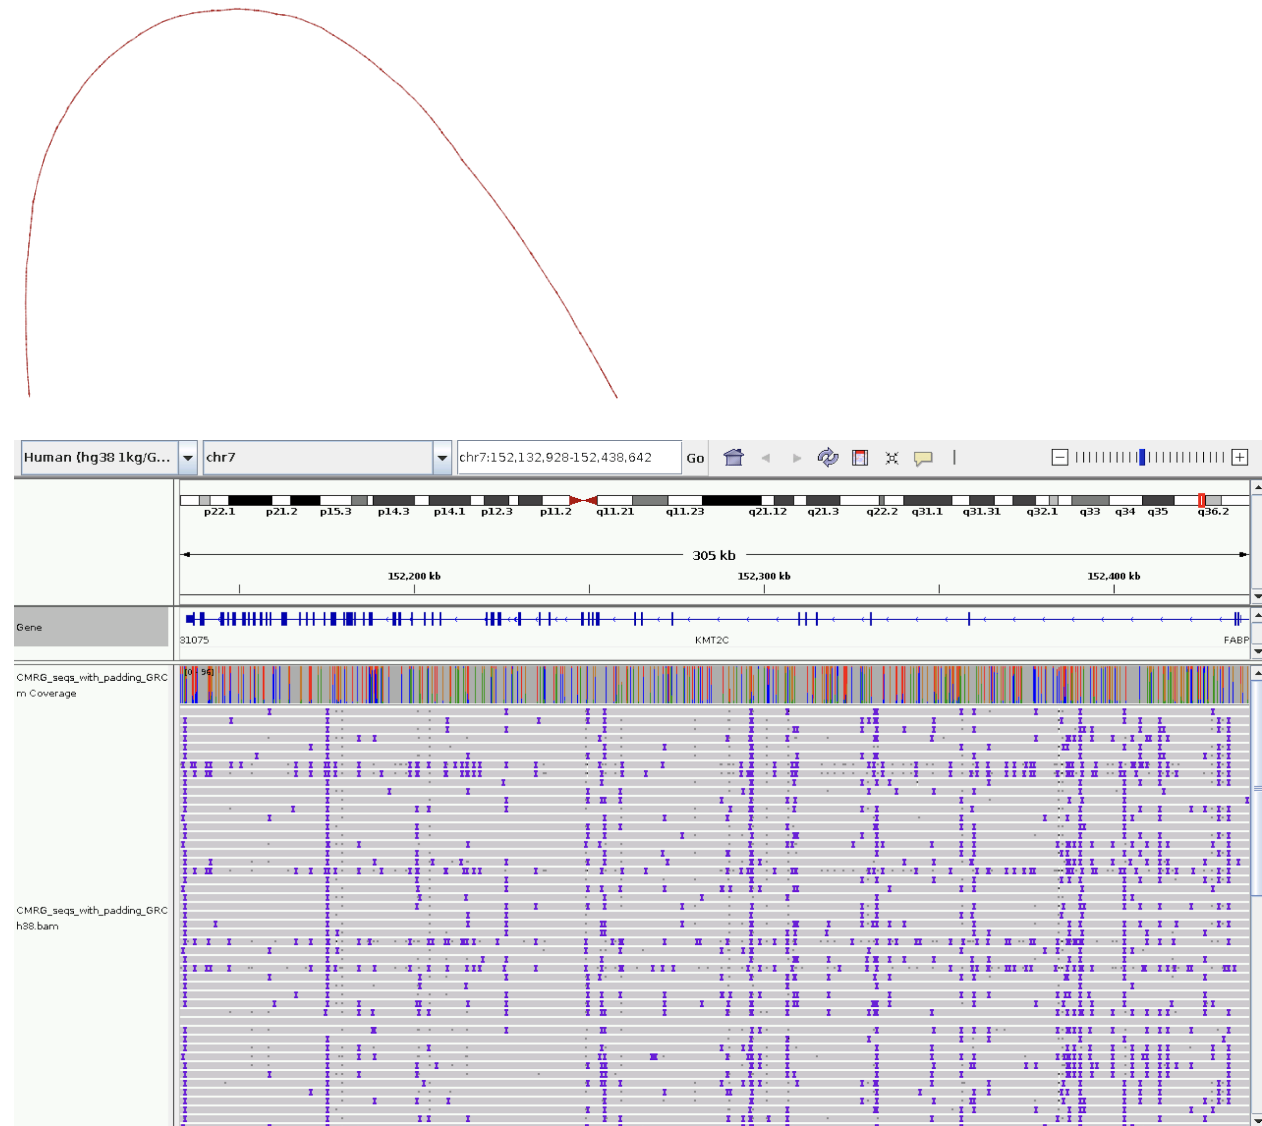 Human (hg38 1kg/G... chr7 chr7:152,132,928-152,438,642 Go
p22.1 p21.2 p15.3 p14.3 p14.1 p12.3 p11.2 q11.21 q11.23 q21.12 q21.3 q22.2 q31.1 q31.31 q32.1 q33 q34 q35 q36.2
305 kb
152,200 kb 152,300 kb 152,400 kb
Gene
31075 KMT2C FABP
CMRG_seqs_with_padding_GRC
m Coverage
[0 - 96]
CMRG_seqs_with_padding_GRC
h38.bam